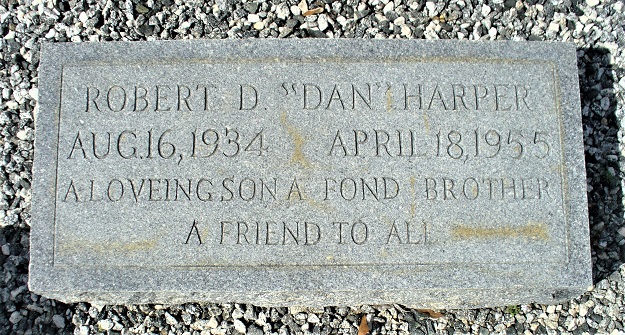 ROBERT D. "DAN" HARPER
AUG.16,1934 APRIL 18,1955
A LOVEING SON A FOND BROTHER
A FRIEND TO ALL